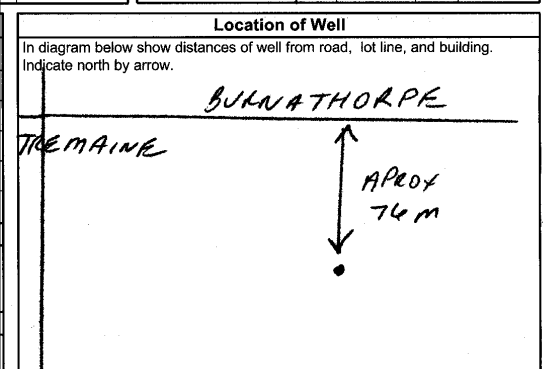 Location of Well
In diagram below show distances of well from road, lot line, and building.
Indicate north by arrow.
BURNATHORPE
TREMAINE
APROX
76 m